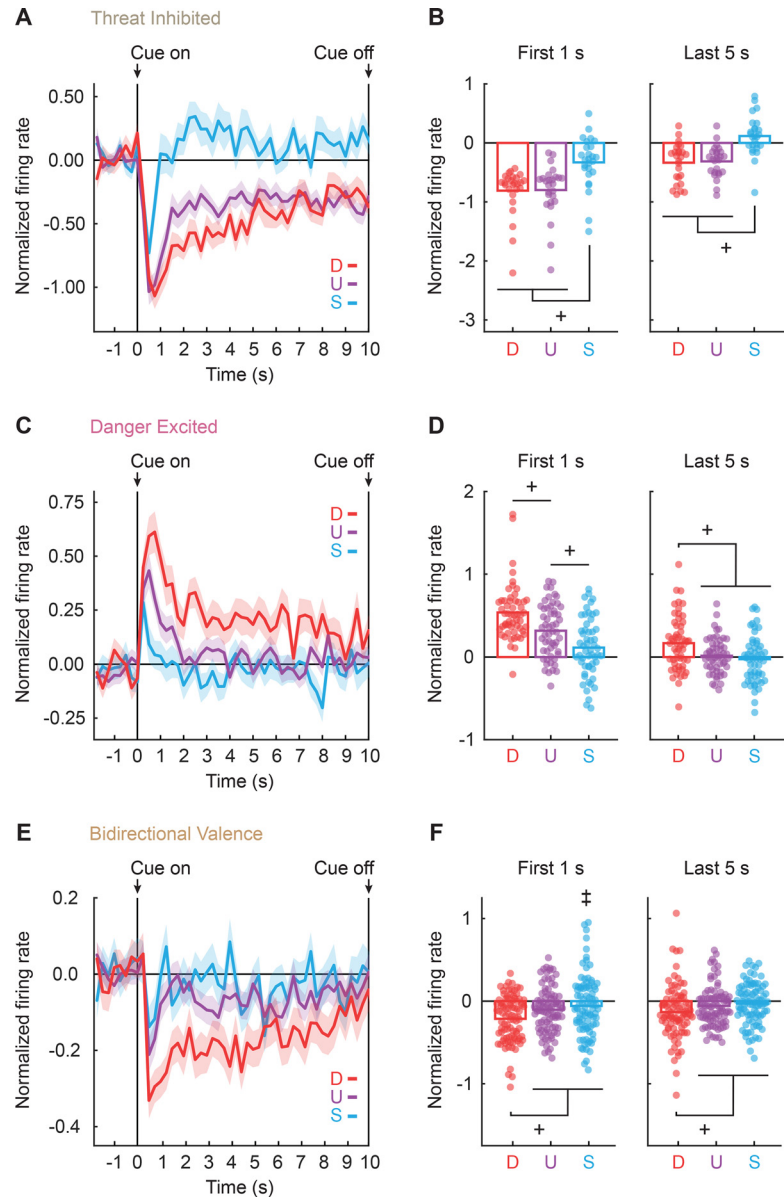 A Threat Inhibited
Cue on Cue off
Normalized firing rate
0.50
0.00
-0.50
-1.00
D
U
S
-1 0 1 2 3 4 5 6 7 8 9 10
Time (s)
B
First 1 s Last 5 s
Normalized firing rate
1
0
-1
-2
-3
+ +
D U S D U S
C Danger Excited
Cue on Cue off
Normalized firing rate
0.75
0.50
0.25
0.00
-0.25
D
U
S
-1 0 1 2 3 4 5 6 7 8 9 10
Time (s)
D
First 1 s Last 5 s
Normalized firing rate
2
1
0
-1
+ + +
D U S D U S
E Bidirectional Valence
Cue on Cue off
Normalized firing rate
0.2
0.0
-0.2
-0.4
D
U
S
-1 0 1 2 3 4 5 6 7 8 9 10
Time (s)
F
First 1 s Last 5 s
Normalized firing rate
‡
1
0
-1
+ +
D U S D U S